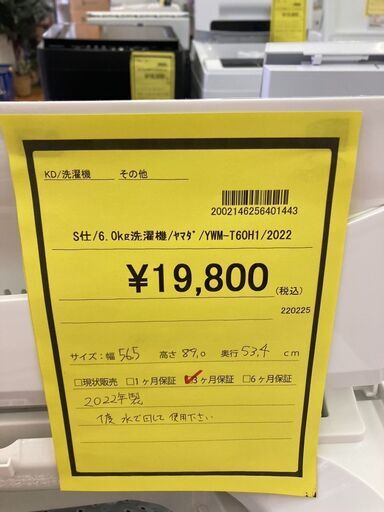 KD/洗濯機 その他
2002146256401443
S仕/6.0kg洗濯機/ﾔﾏﾀﾞ/YWM-T60H1/2022
¥19,800(税込)
220225
サイズ:幅 56.5 高さ 89.0 奥行 53.4 cm
□現状販売 □1ヶ月保証 ✓3ヶ月保証 □6ヶ月保証
2022年製
1度 水で回して 使用下さい